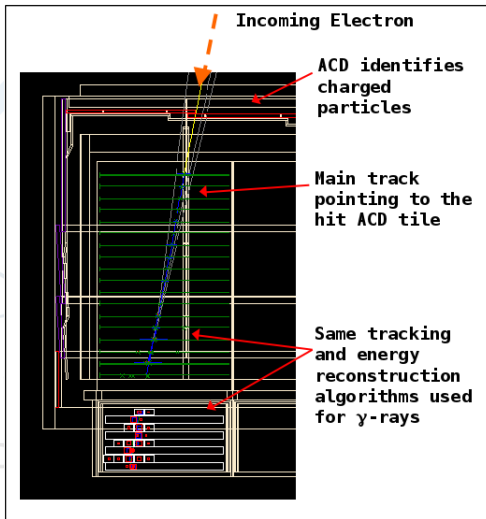 Incoming Electron
ACD identifies
charged
particles
Main track
pointing to the
hit ACD tile
Same tracking
and energy
reconstruction
algorithms used
for γ-rays